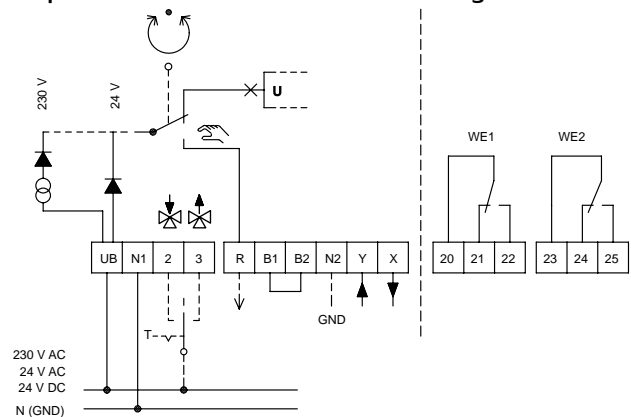 230 V
24 V
U
WE1
WE2
UB N1 2 3 R B1 B2 N2 Y X
20 21 22
23 24 25
GND
T
230 V AC
24 V AC
24 V DC
N (GND)